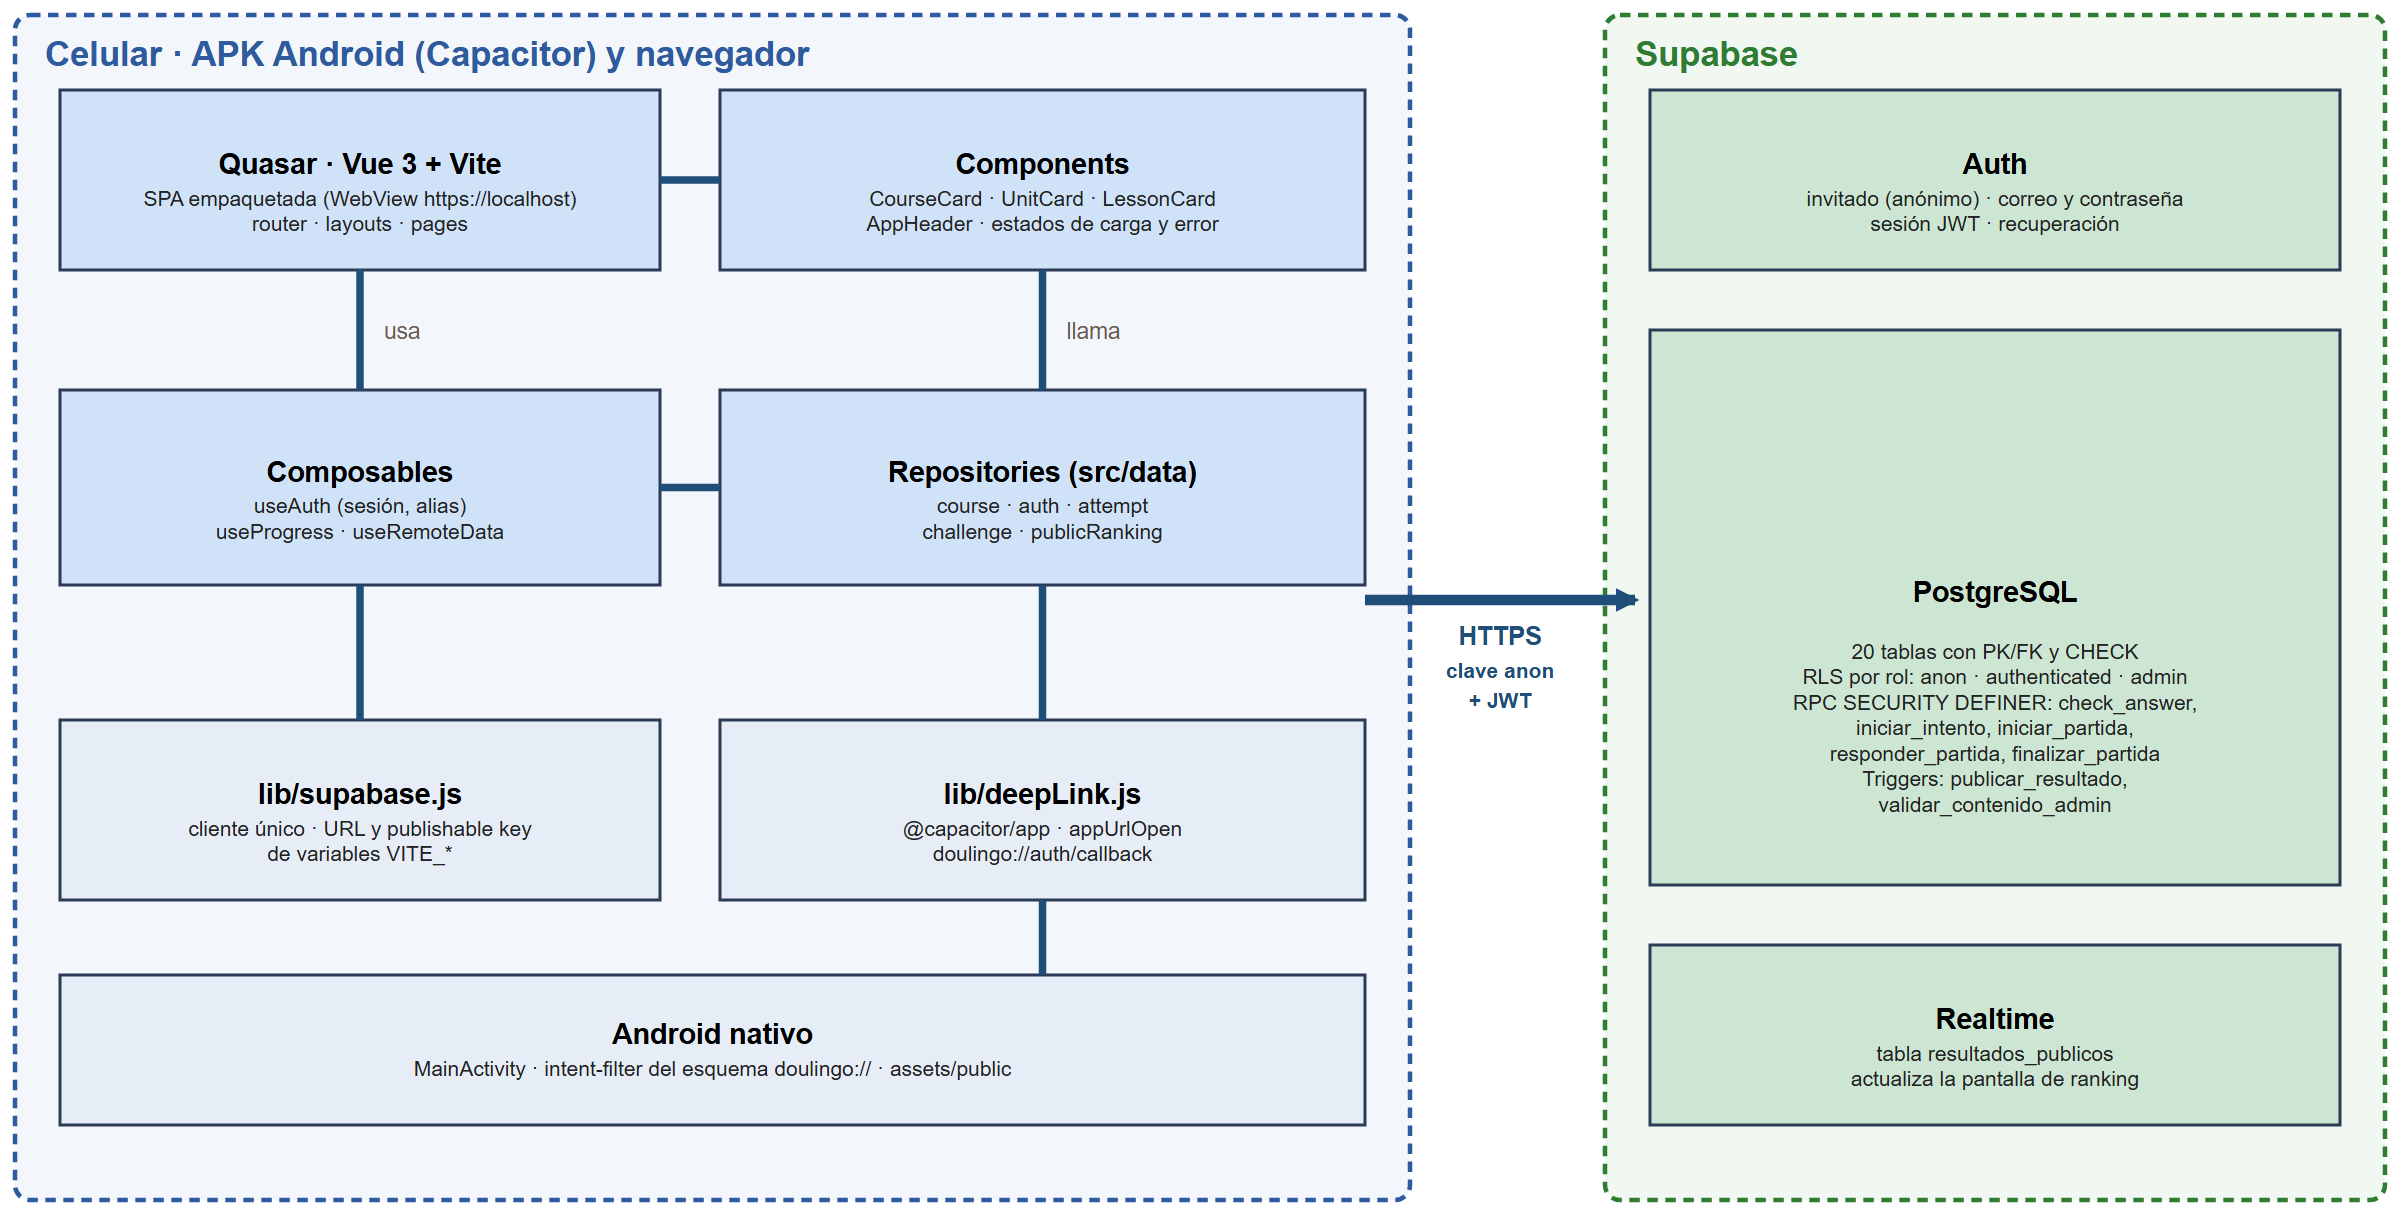 Celular · APK Android (Capacitor) y navegador
Quasar · Vue 3 + Vite
SPA empaquetada (WebView https://localhost)
router · layouts · pages
Components
CourseCard · UnitCard · LessonCard
AppHeader · estados de carga y error
usa
llama
Composables
useAuth (sesión, alias)
useProgress · useRemoteData
Repositories (src/data)
course · auth · attempt
challenge · publicRanking
lib/supabase.js
cliente único · URL y publishable key
de variables VITE_*
lib/deepLink.js
@capacitor/app · appUrlOpen
doulingo://auth/callback
Android nativo
MainActivity · intent-filter del esquema doulingo:// · assets/public
HTTPS
clave anon
+ JWT
Supabase
Auth
invitado (anónimo) · correo y contraseña
sesión JWT · recuperación
PostgreSQL
20 tablas con PK/FK y CHECK
RLS por rol: anon · authenticated · admin
RPC SECURITY DEFINER: check_answer,
iniciar_intento, iniciar_partida,
responder_partida, finalizar_partida
Triggers: publicar_resultado,
validar_contenido_admin
Realtime
tabla resultados_publicos
actualiza la pantalla de ranking